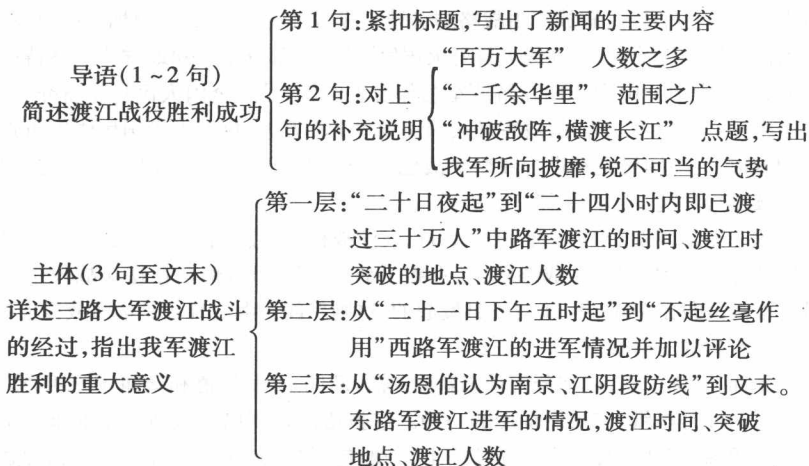 第1句:紧扣标题,写出了新闻的主要内容
“百万大军” 人数之多
导语(1~2句)
简述渡江战役胜利成功
第2句:对上
句的补充说明
“一千余华里” 范围之广
“冲破敌阵,横渡长江” 点题,写出
我军所向披靡,锐不可当的气势
第一层:“二十日夜起”到“二十四小时内即已渡
过三十万人”中路军渡江的时间、渡江时
突破的地点、渡江人数
主体(3句至文末)
详述三路大军渡江战斗
的经过,指出我军渡江
胜利的重大意义
第二层:从“二十一日下午五时起”到“不起丝毫作
用”西路军渡江的进军情况并加以评论
第三层:从“汤恩伯认为南京、江阴段防线”到文末。
东路军渡江进军的情况,渡江时间、突破
地点、渡江人数